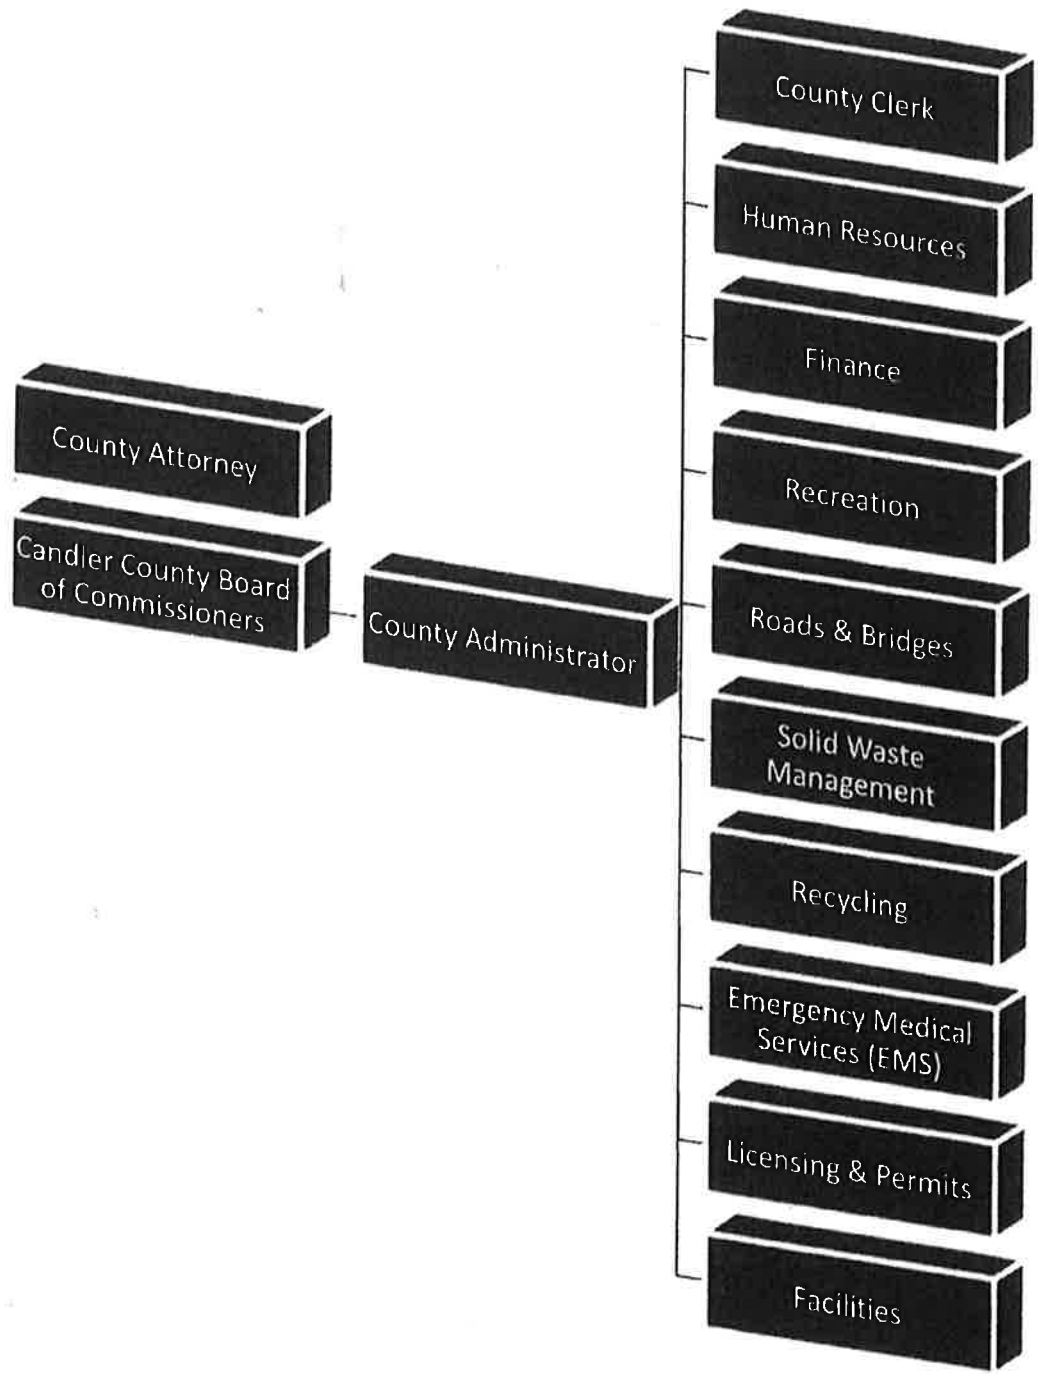 County Attorney
Candler County Board
of Commissioners
County Administrator
County Clerk
Human Resources
Finance
Recreation
Roads & Bridges
Solid Waste
Management
Recycling
Emergency Medical
Services (EMS)
Licensing & Permits
Facilities